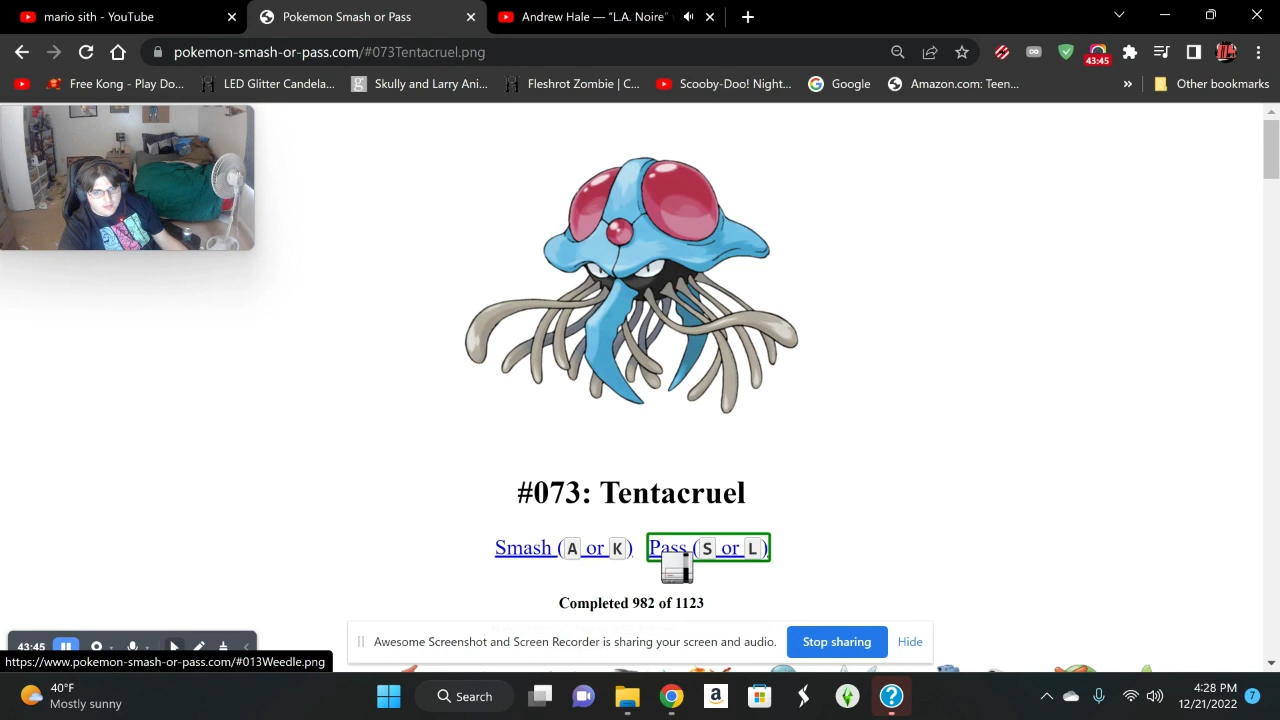 mario sith - YouTube
Pokemon Smash or Pass
Andrew Hale — "L.A. Noire"
pokemon-smash-or-pass.com/#073Tentacruel.png
43:45
Free Kong - Play Do...
LED Glitter Candela...
Skully and Larry Ani...
Fleshrot Zombie | C...
Scooby-Doo! Night...
Google
Amazon.com: Teen...
»
Other bookmarks
#073: Tentacruel
Smash (A or K) Pass (S or L)
Completed 982 of 1123
43:45
Awesome Screenshot and Screen Recorder is sharing your screen and audio.
Stop sharing
Hide
https://www.pokemon-smash-or-pass.com/#013Weedle.png
40°F
Mostly sunny
Search
4:28 PM
12/21/2022
7